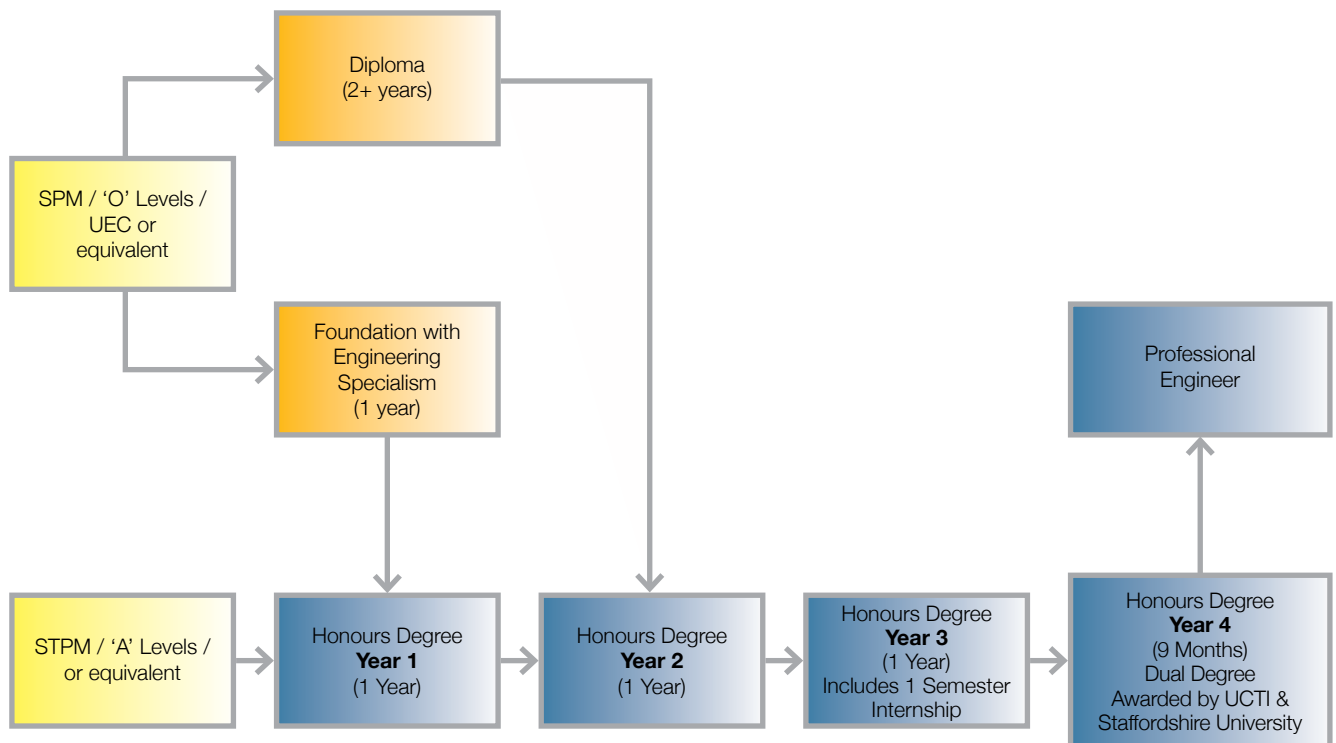 Diploma
(2+ years)
SPM / ‘O’ Levels /
UEC or
equivalent
Foundation with
Engineering
Specialism
(1 year)
Professional
Engineer
STPM / ‘A’ Levels /
or equivalent
Honours Degree
Year 1
(1 Year)
Honours Degree
Year 2
(1 Year)
Honours Degree
Year 3
(1 Year)
Includes 1 Semester
Internship
Honours Degree
Year 4
(9 Months)
Dual Degree
Awarded by UCTI &
Staffordshire University